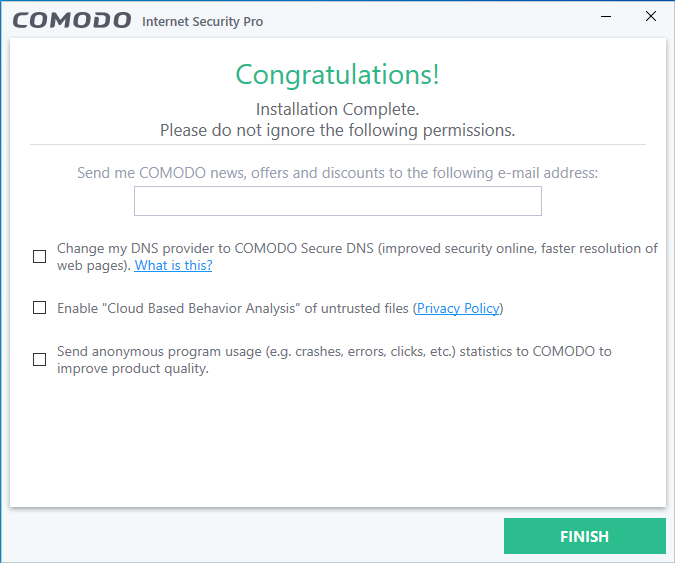 COMODO Internet Security Pro
Congratulations!
Installation Complete.
Please do not ignore the following permissions.
Send me COMODO news, offers and discounts to the following e-mail address:
Change my DNS provider to COMODO Secure DNS (improved security online, faster resolution of
web pages). What is this?
Enable "Cloud Based Behavior Analysis" of untrusted files (Privacy Policy)
Send anonymous program usage (e.g. crashes, errors, clicks, etc.) statistics to COMODO to
improve product quality.
FINISH